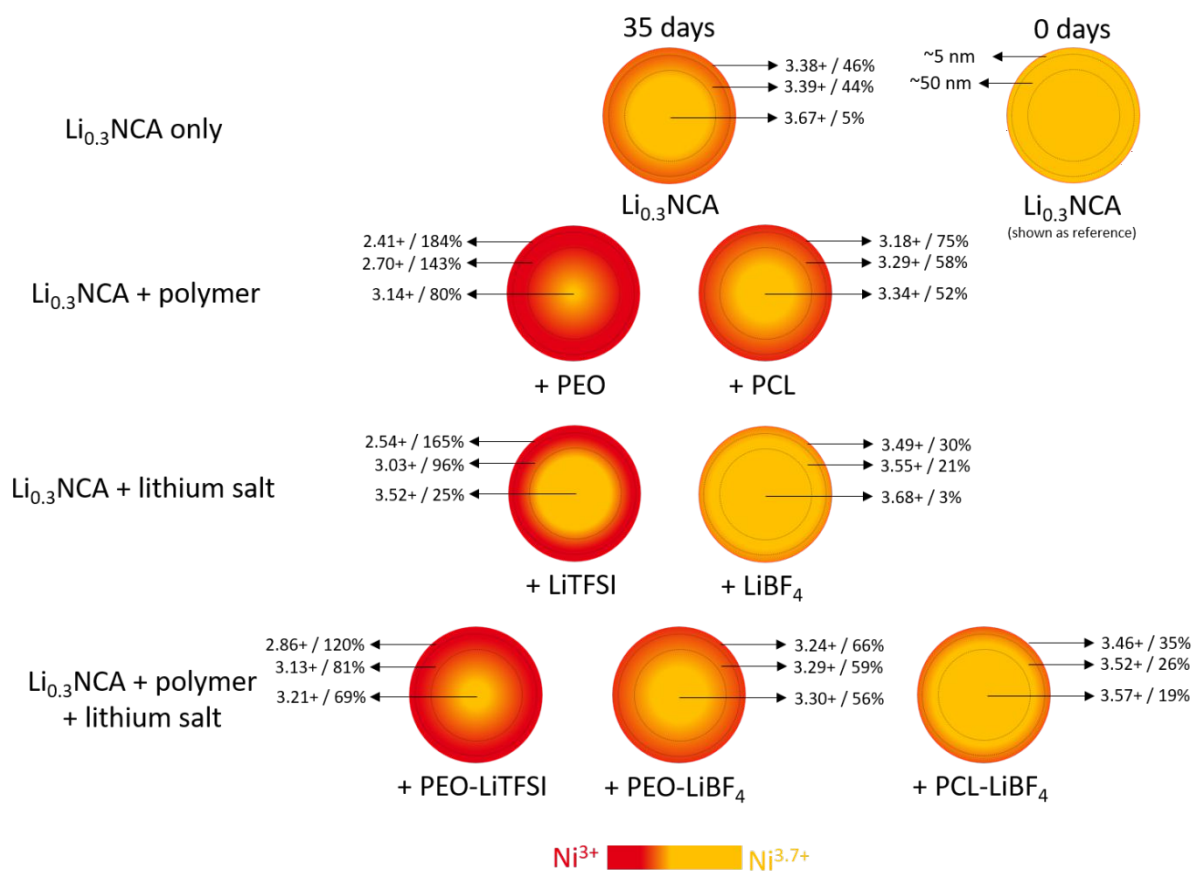 35 days
0 days
3.38+ / 46%
3.39+ / 44%
3.67+ / 5%
~5 nm
~50 nm
Li₀.₃NCA only
Li₀.₃NCA
Li₀.₃NCA
(shown as reference)
2.41+ / 184%
2.70+ / 143%
3.14+ / 80%
3.18+ / 75%
3.29+ / 58%
3.34+ / 52%
Li₀.₃NCA + polymer
+ PEO
+ PCL
2.54+ / 165%
3.03+ / 96%
3.52+ / 25%
3.49+ / 30%
3.55+ / 21%
3.68+ / 3%
Li₀.₃NCA + lithium salt
+ LiTFSI
+ LiBF₄
2.86+ / 120%
3.13+ / 81%
3.21+ / 69%
3.24+ / 66%
3.29+ / 59%
3.30+ / 56%
3.46+ / 35%
3.52+ / 26%
3.57+ / 19%
Li₀.₃NCA + polymer
+ lithium salt
+ PEO-LiTFSI
+ PEO-LiBF₄
+ PCL-LiBF₄
Ni³⁺
Ni³·⁷⁺